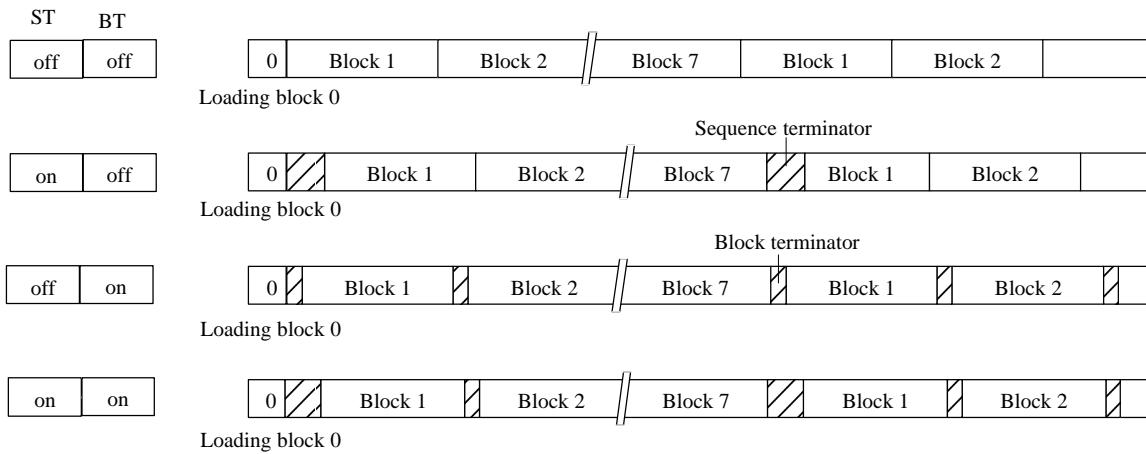 ST BT
off off 0 Block 1 Block 2 Block 7 Block 1 Block 2
Loading block 0
Sequence terminator
on off 0 Block 1 Block 2 Block 7 Block 1 Block 2
Loading block 0
Block terminator
off on 0 Block 1 Block 2 Block 7 Block 1 Block 2
Loading block 0
on on 0 Block 1 Block 2 Block 7 Block 1 Block 2
Loading block 0